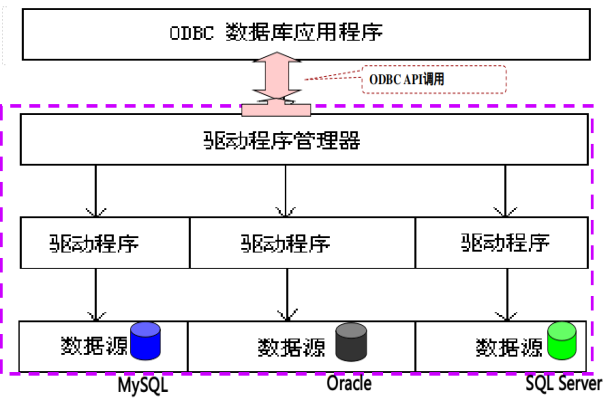 ODBC 数据库应用程序
ODBC API调用
驱动程序管理器
驱动程序
驱动程序
驱动程序
数据源
数据源
数据源
MySQL
Oracle
SQL Server